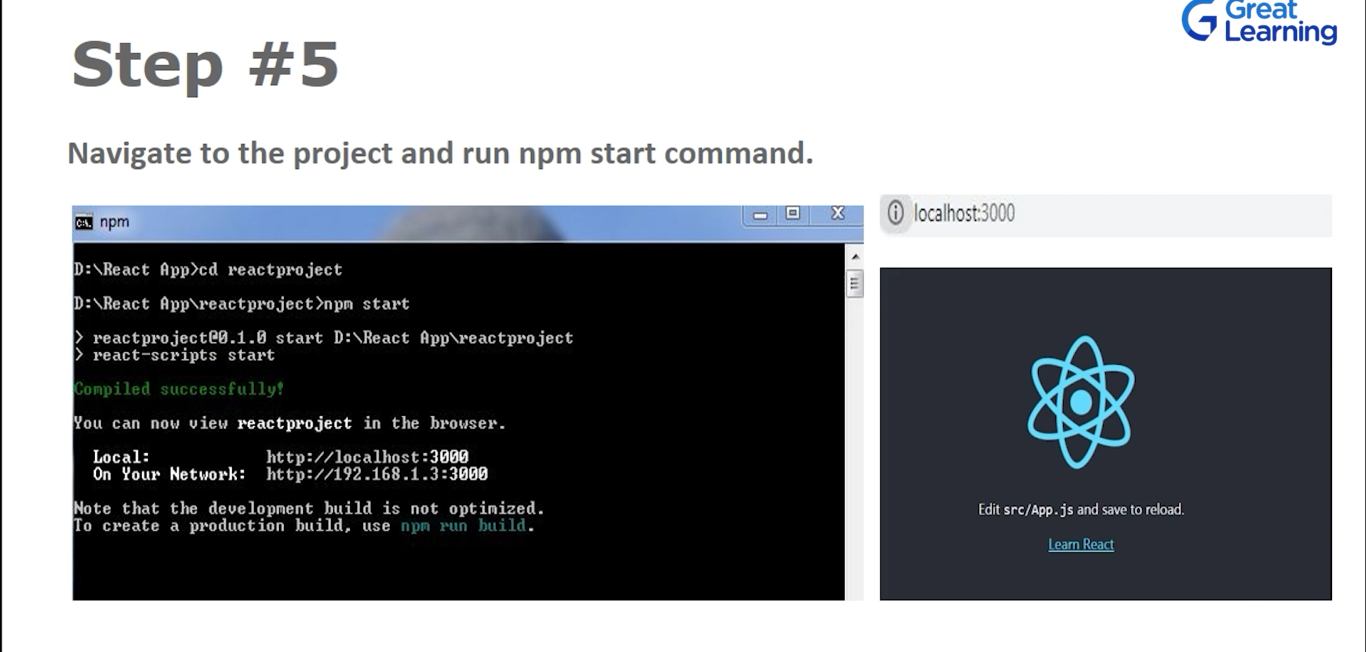 Great
Learning
Step #5
Navigate to the project and run npm start command.
C:\. npm
D:\React App>cd reactproject
D:\React App\reactproject>npm start
> reactproject@0.1.0 start D:\React App\reactproject
> react-scripts start
Compiled successfully!
You can now view reactproject in the browser.
Local: http://localhost:3000
On Your Network: http://192.168.1.3:3000
Note that the development build is not optimized.
To create a production build, use npm run build.
localhost:3000
Edit src/App.js and save to reload.
Learn React